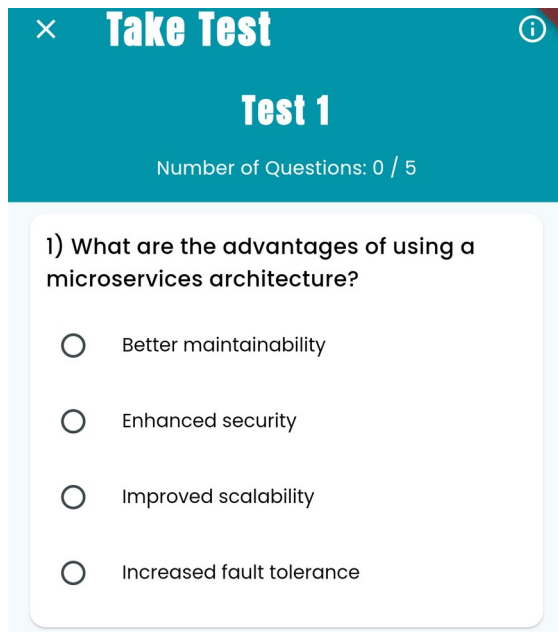 Take Test
Test 1
Number of Questions: 0 / 5
1) What are the advantages of using a
microservices architecture?
Better maintainability
Enhanced security
Improved scalability
Increased fault tolerance